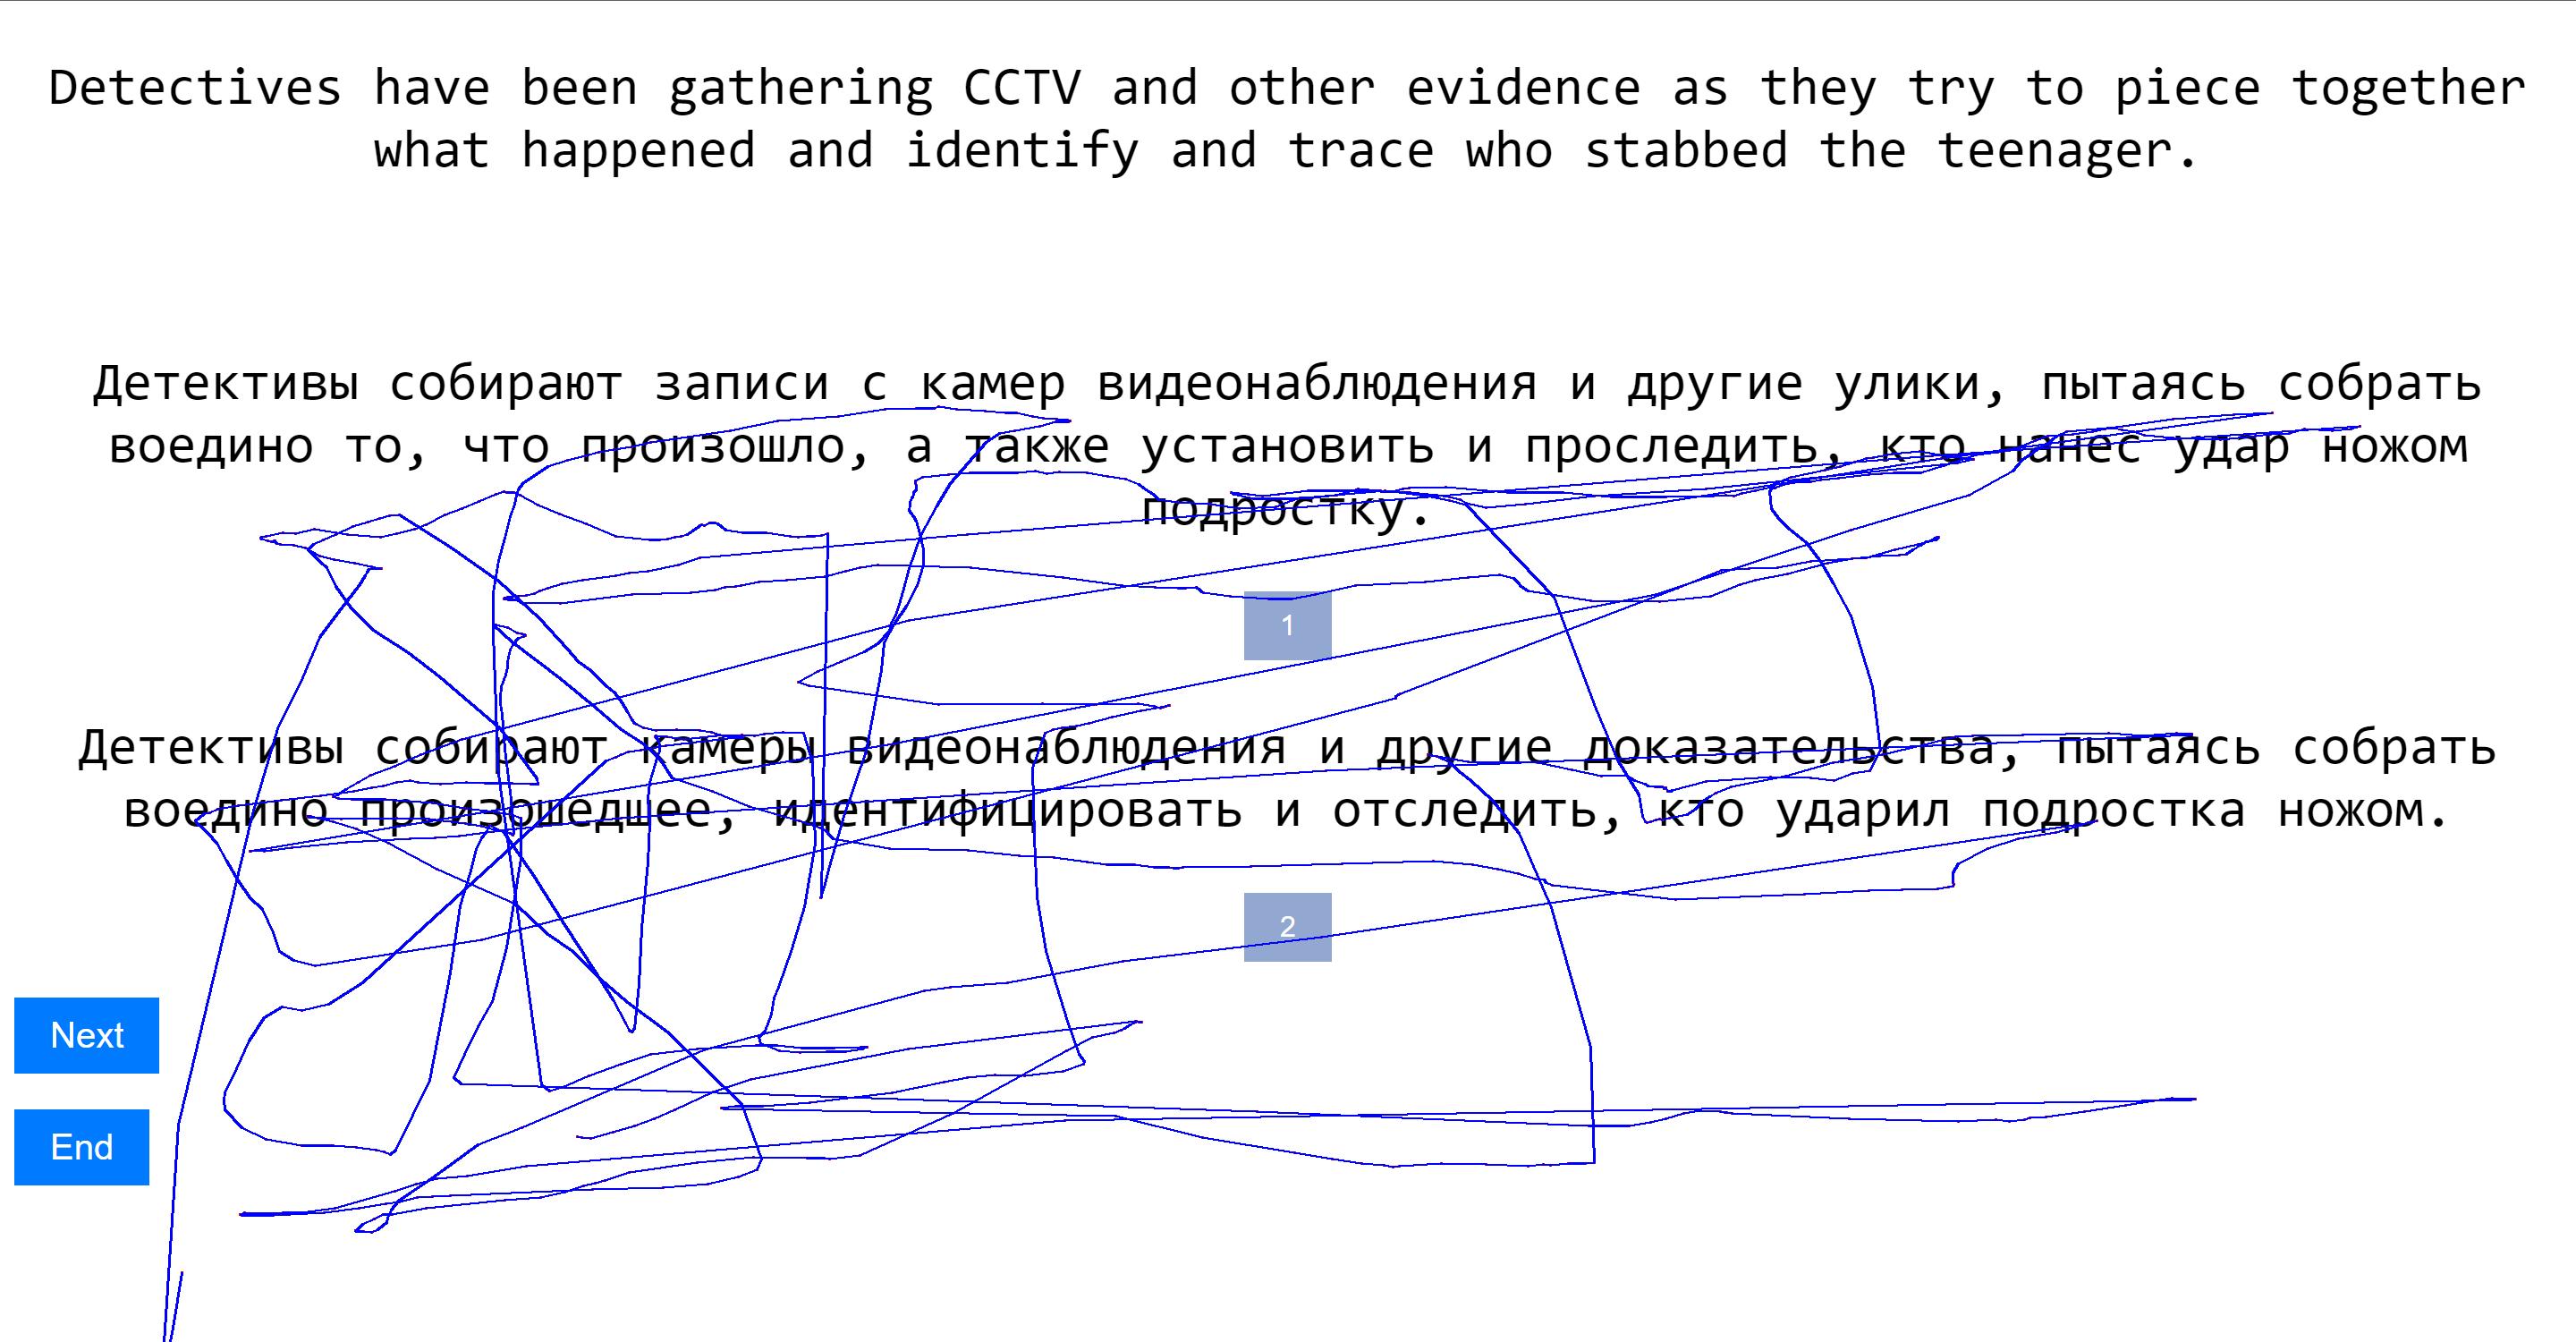 Detectives have been gathering CCTV and other evidence as they try to piece together
what happened and identify and trace who stabbed the teenager.
Детективы собирают записи с камер видеонаблюдения и другие улики, пытаясь собрать
воедино то, что произошло, а также установить и проследить, кто нанес удар ножом
подростку.
1
Детективы собирают камеры видеонаблюдения и другие доказательства, пытаясь собрать
воедино произошедшее, идентифицировать и отследить, кто ударил подростка ножом.
2
Next
End